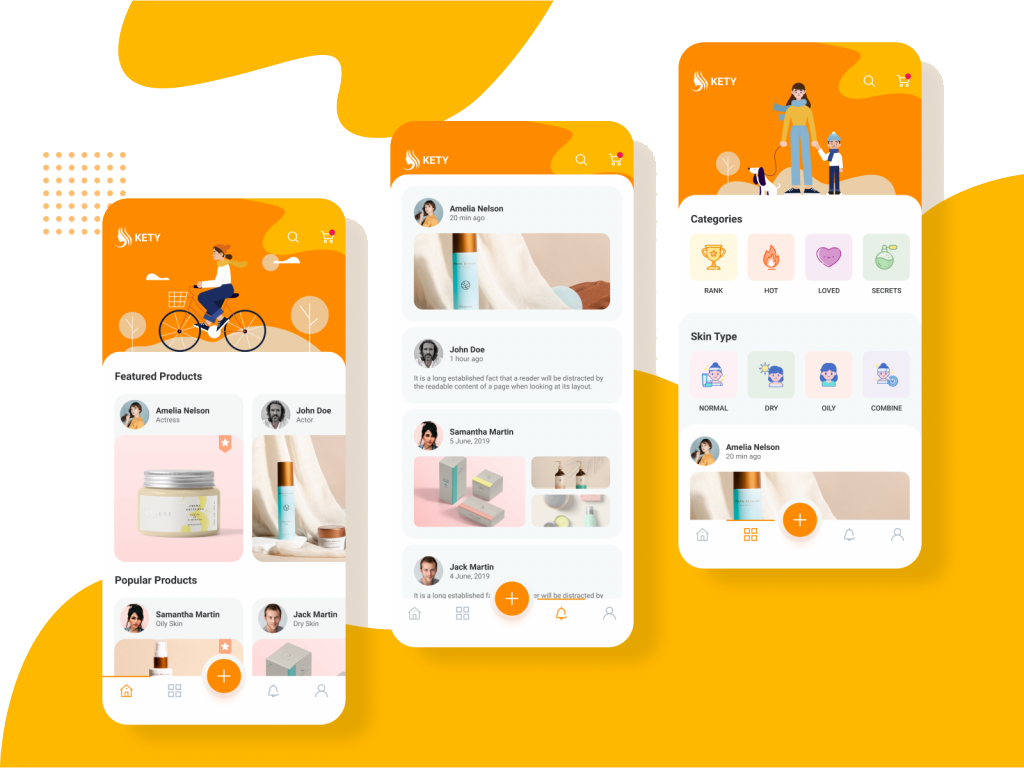 KETY
Featured Products
Amelia Nelson
Actress
John Doe
Actor
Popular Products
Samantha Martin
Oily Skin
Jack Martin
Dry Skin
KETY
Amelia Nelson
20 min ago
John Doe
1 hour ago
It is a long established fact that a reader will be distracted by
the readable content of a page when looking at its layout.
Samantha Martin
5 June, 2019
Jack Martin
4 June, 2019
It is a long established f
er will be distracted by
KETY
Categories
RANK
HOT
LOVED
SECRETS
Skin Type
NORMAL
DRY
OILY
COMBINE
Amelia Nelson
20 min ago